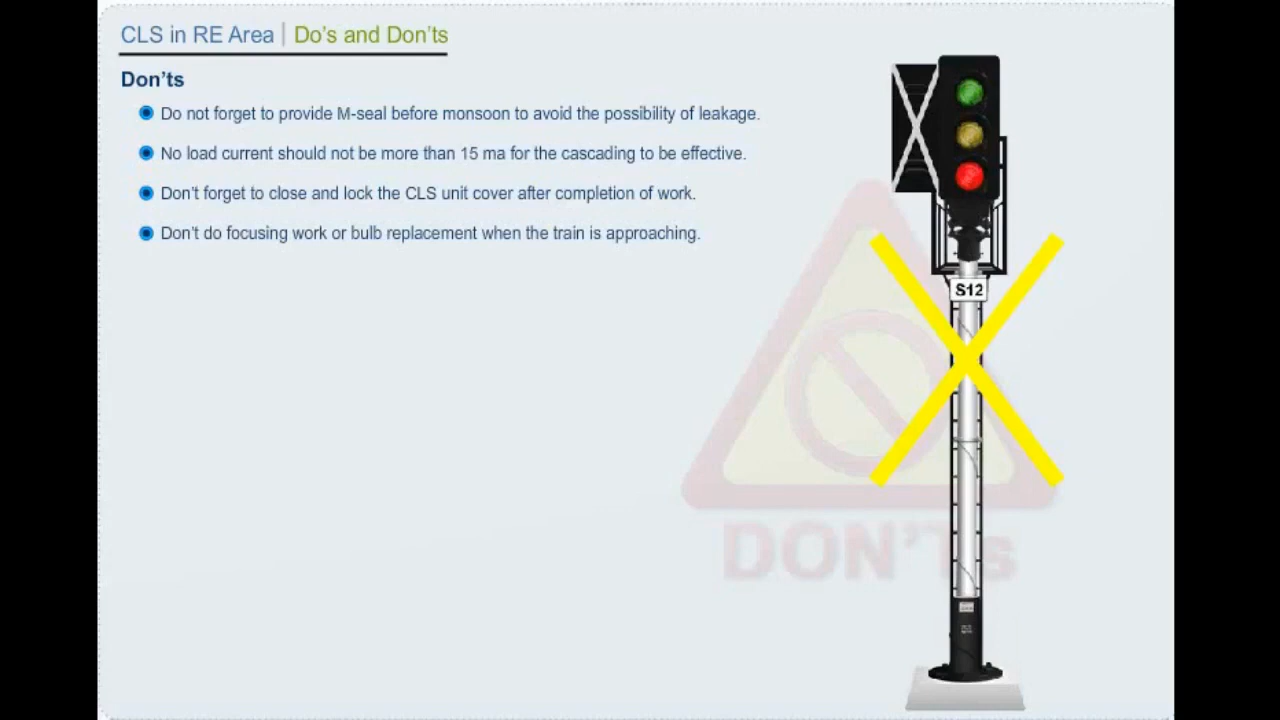 CLS in RE Area | Do's and Don'ts
Don'ts
Do not forget to provide M-seal before monsoon to avoid the possibility of leakage.
No load current should not be more than 15 ma for the cascading to be effective.
Don't forget to close and lock the CLS unit cover after completion of work.
Don't do focusing work or bulb replacement when the train is approaching.
S12
DON'Ts